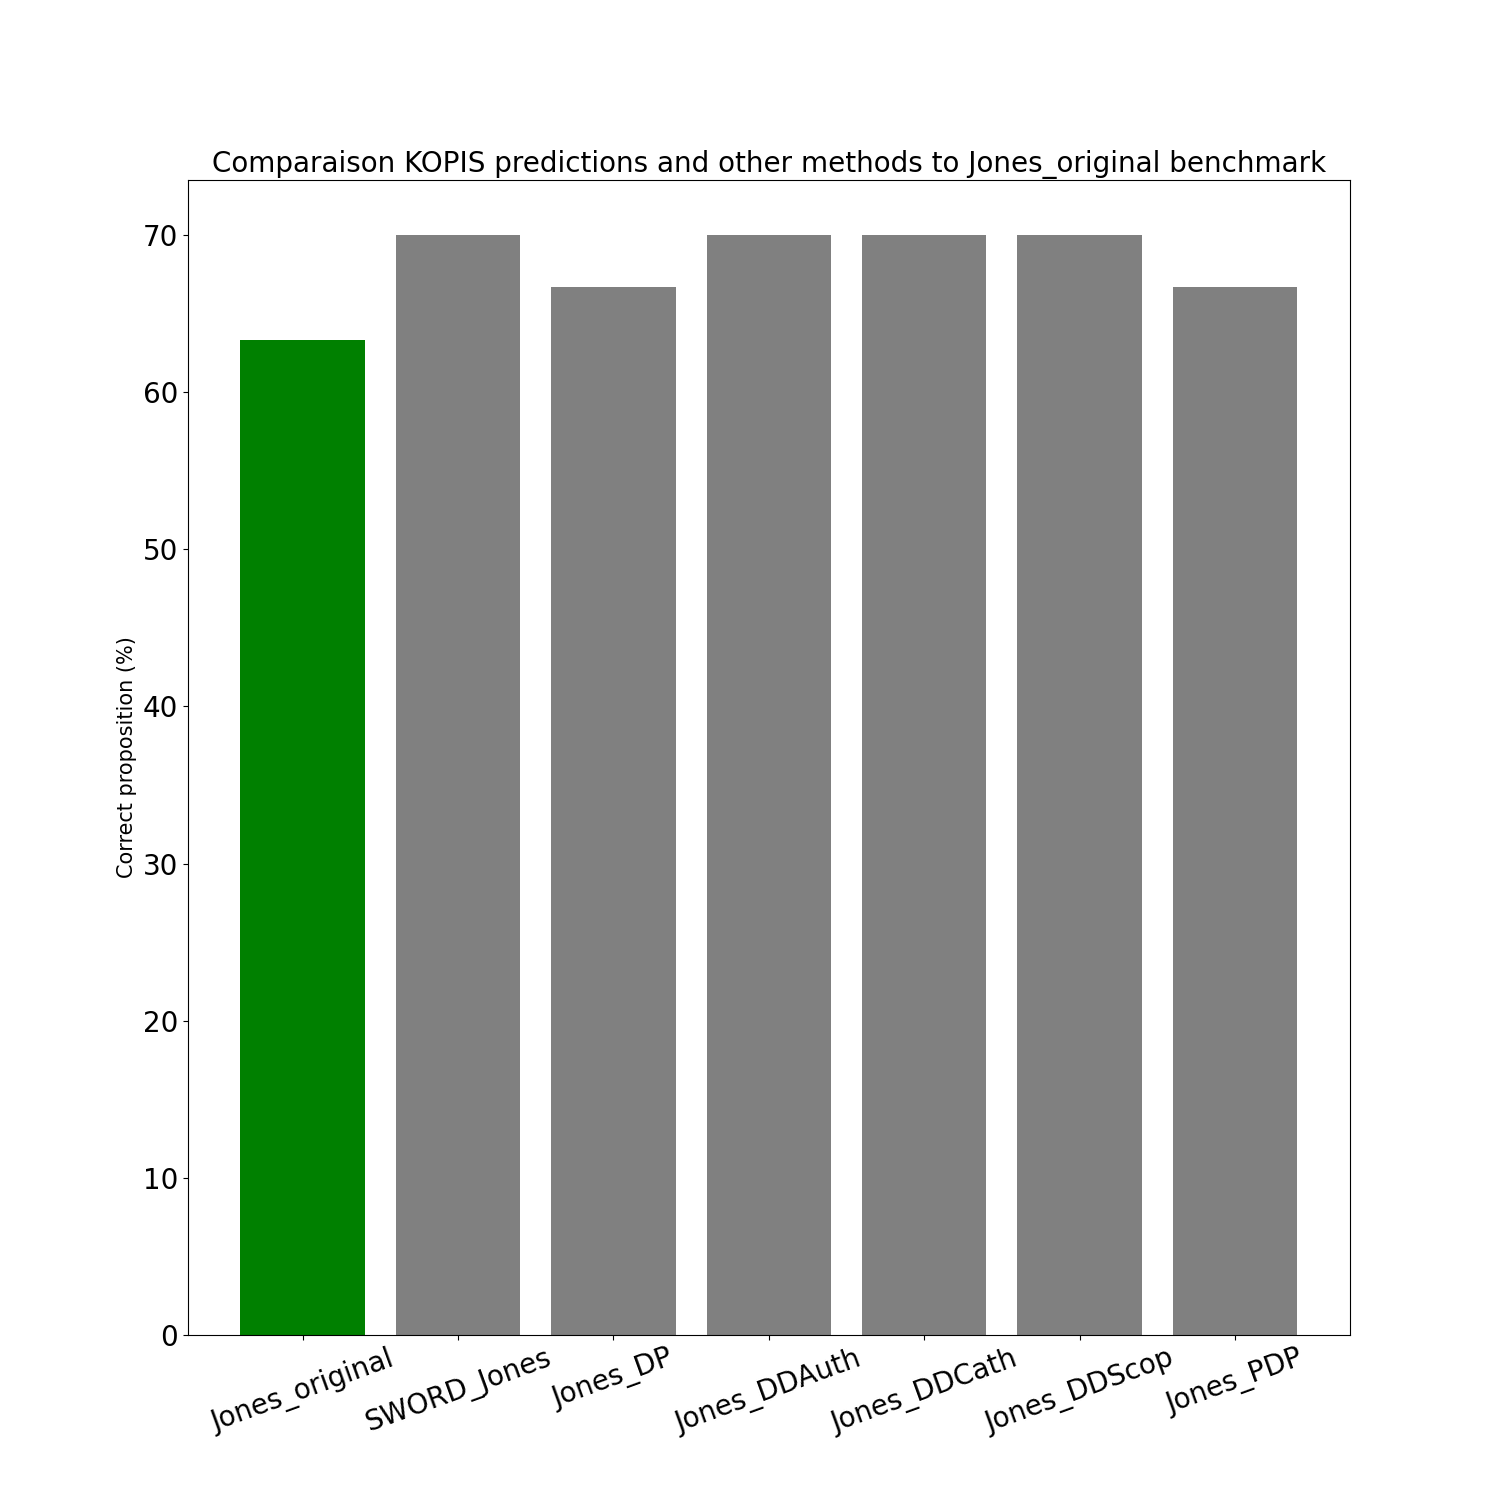 Comparaison KOPIS predictions and other methods to Jones_original benchmark
70
60
50
40
30
20
10
0
Correct proposition (%)
Jones_original
SWORD_Jones
Jones_DP
Jones_DDAuth
Jones_DDCath
Jones_DDScop
Jones_PDP